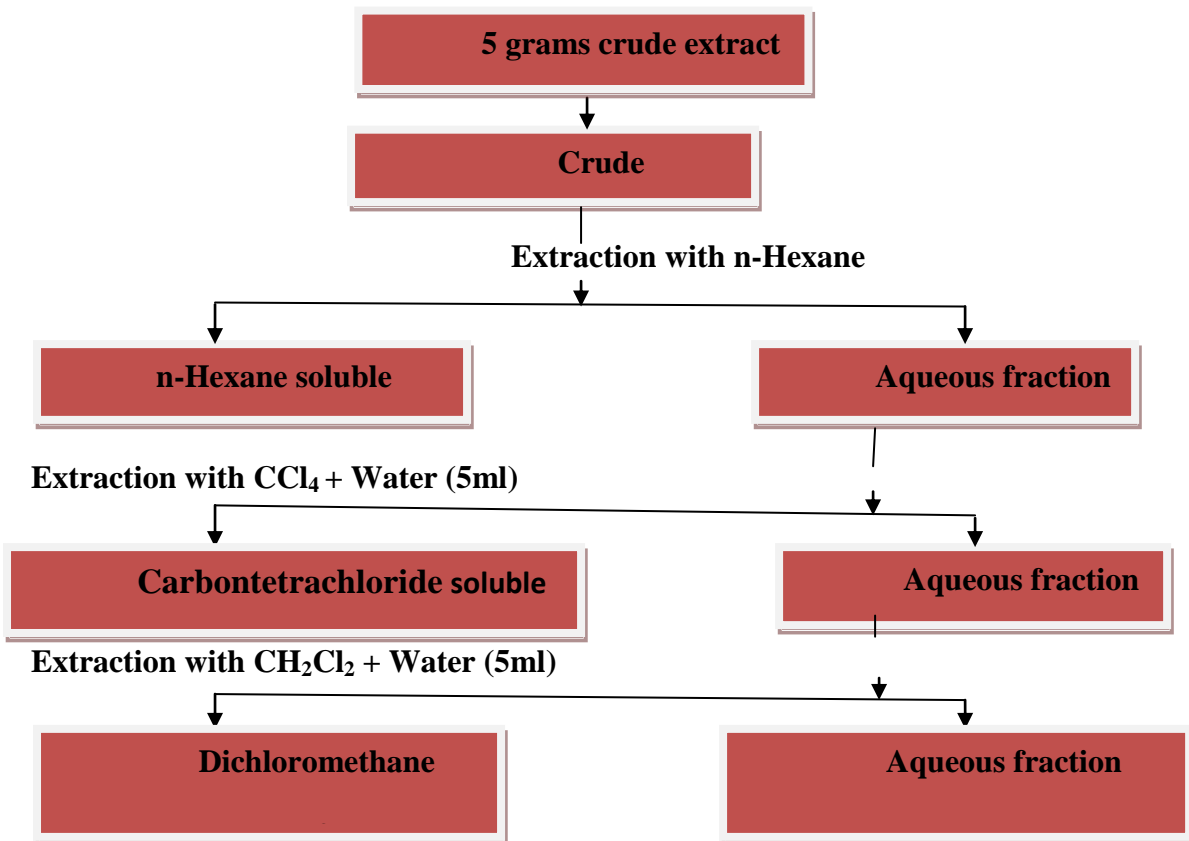 5 grams crude extract
Crude
Extraction with n-Hexane
n-Hexane soluble
Aqueous fraction
Extraction with CCl₄ + Water (5ml)
Carbontetrachloride soluble
Aqueous fraction
Extraction with CH₂Cl₂ + Water (5ml)
Dichloromethane
Aqueous fraction